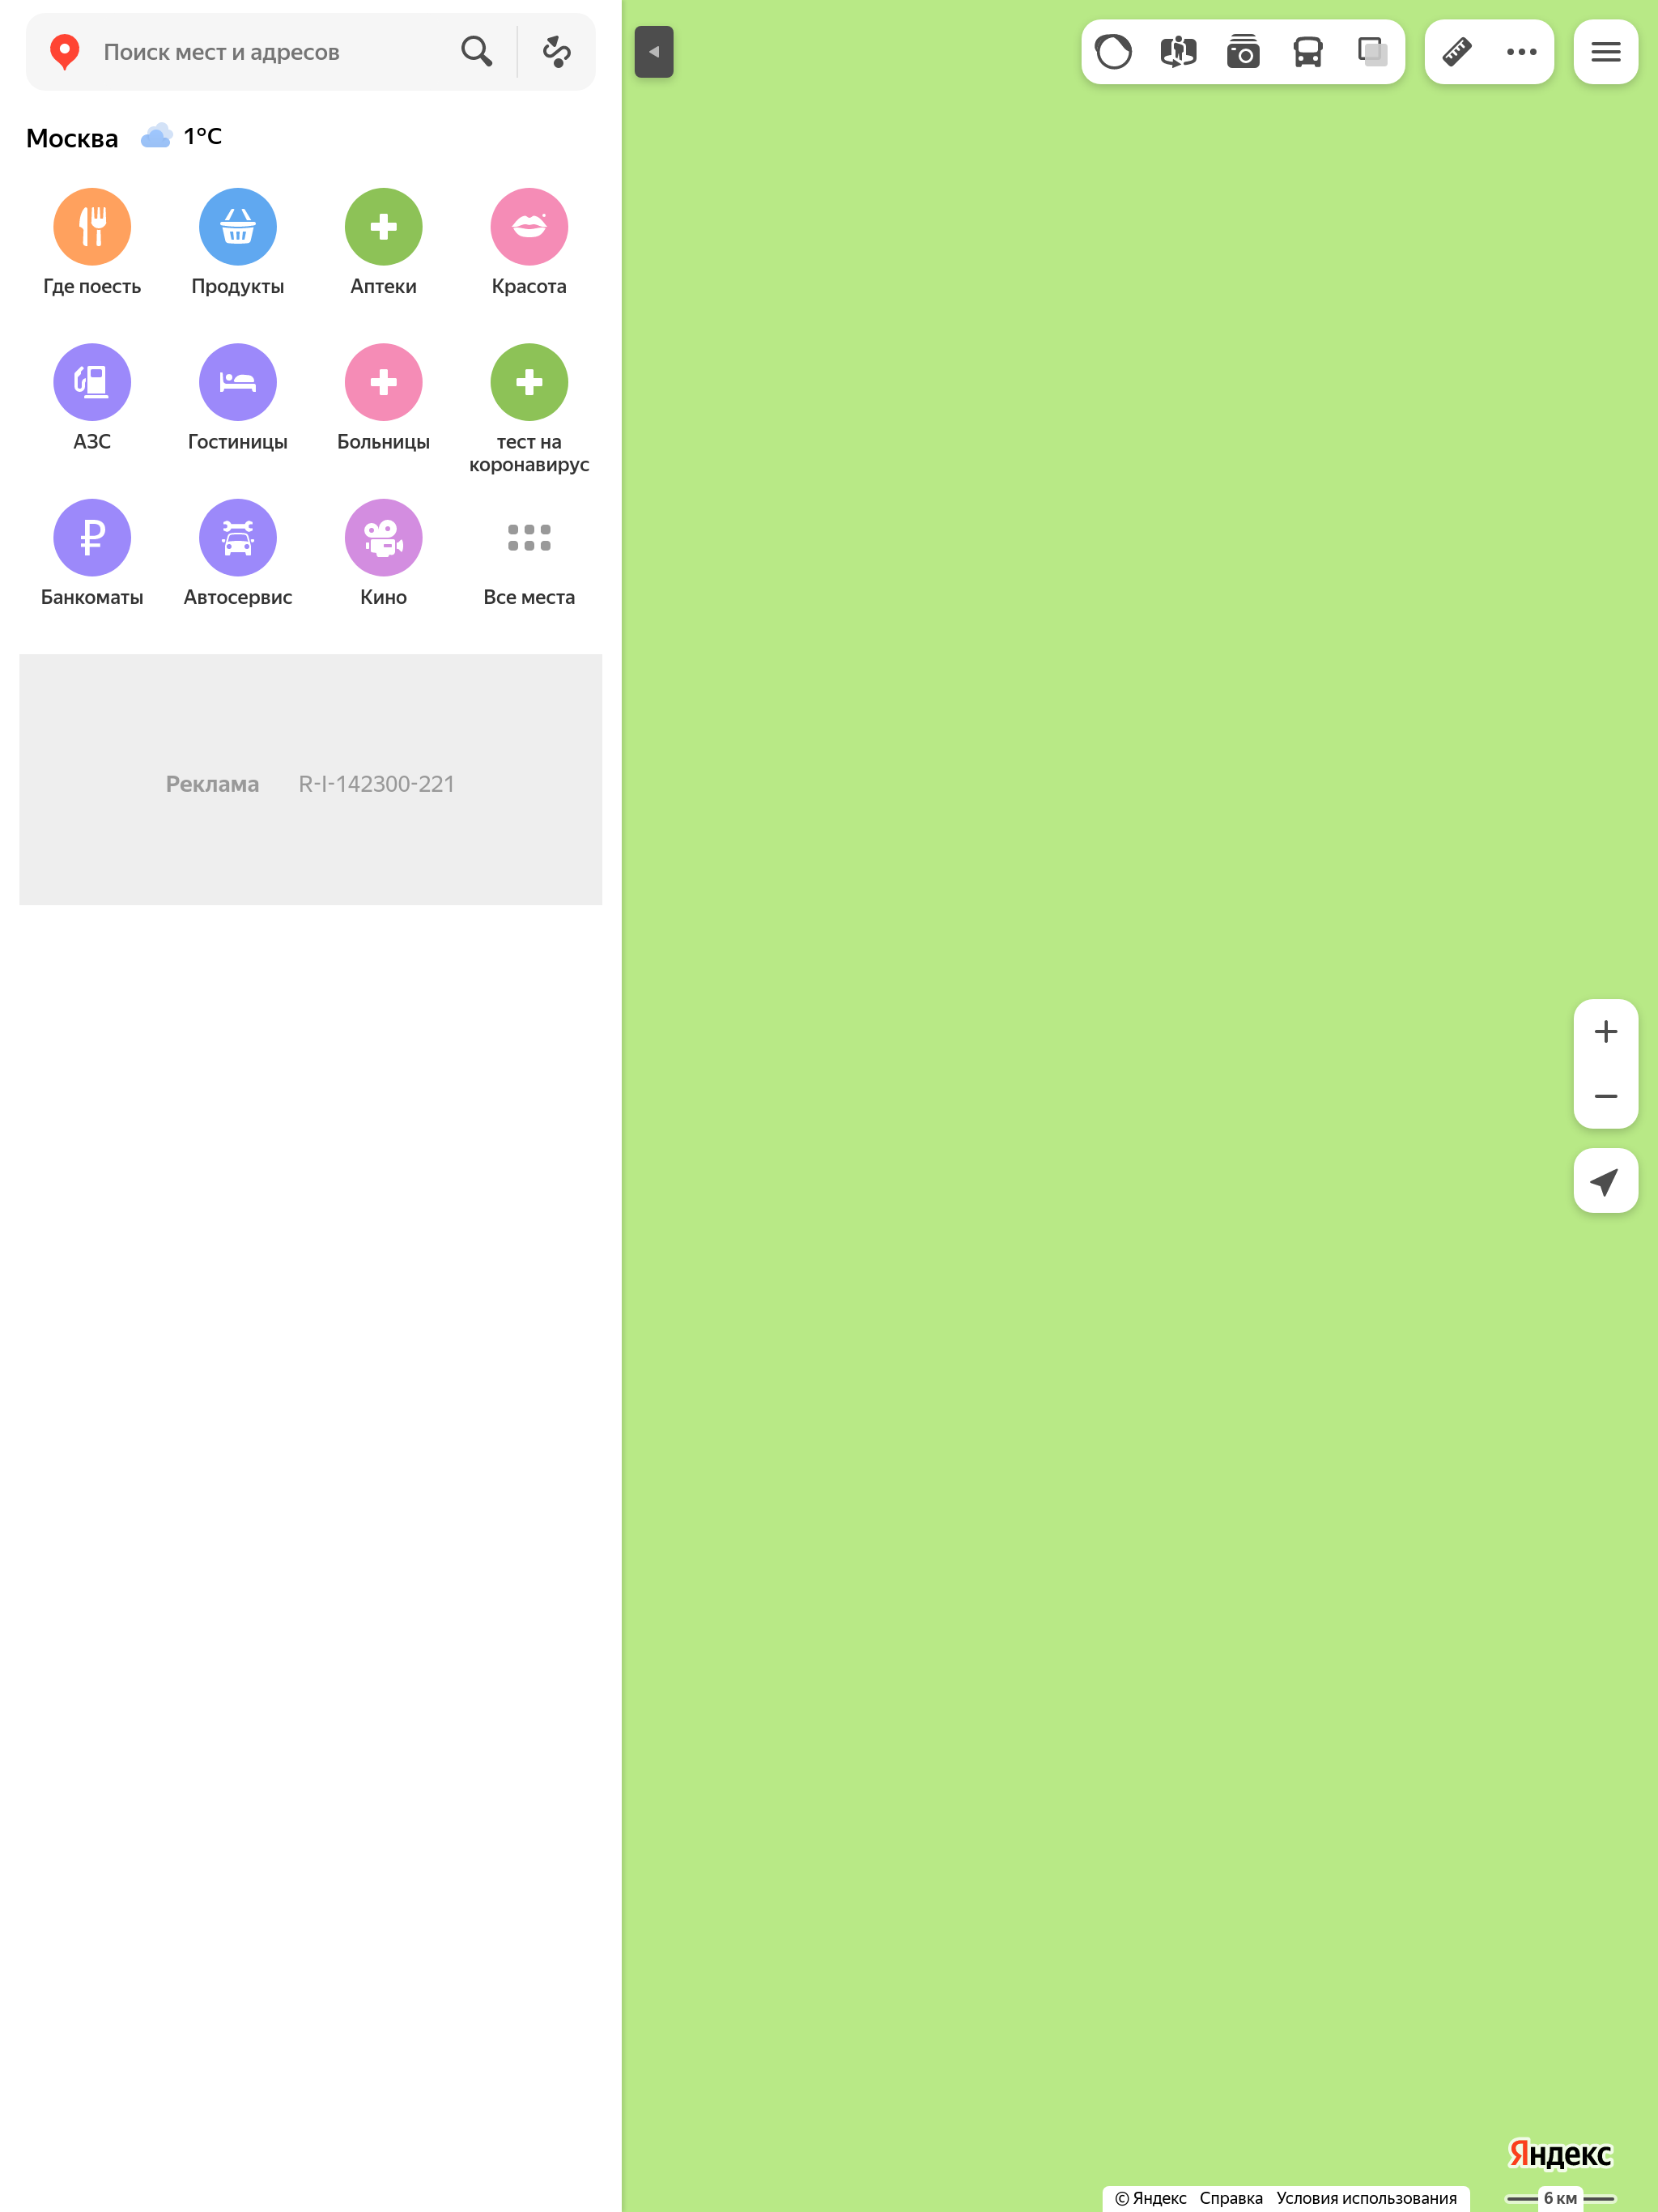 Поиск мест и адресов
Москва 1°C
Где поесть Продукты Аптеки Красота
АЗС Гостиницы Больницы тест на
коронавирус
Банкоматы Автосервис Кино Все места
Реклама R-I-142300-221
Яндекс
© Яндекс Справка Условия использования 6 км